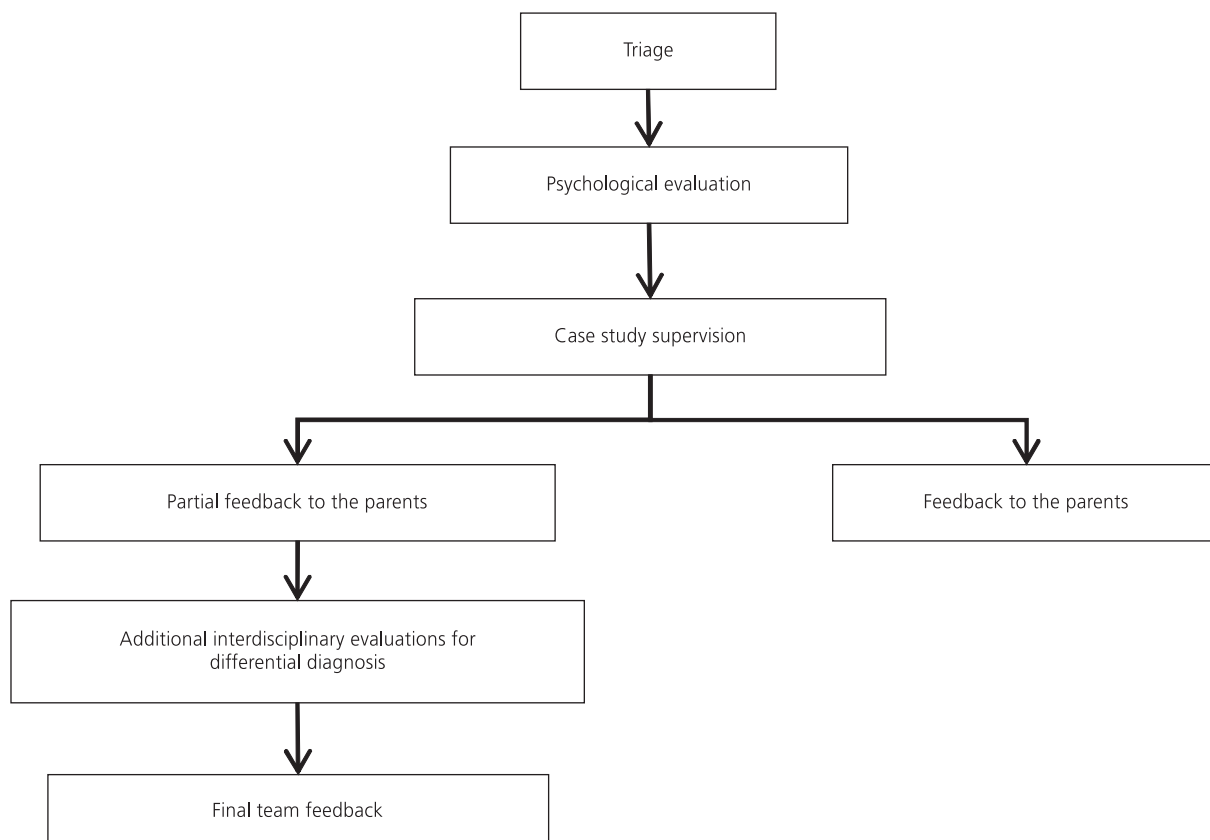 Triage
Psychological evaluation
Case study supervision
Partial feedback to the parents
Feedback to the parents
Additional interdisciplinary evaluations for
differential diagnosis
Final team feedback